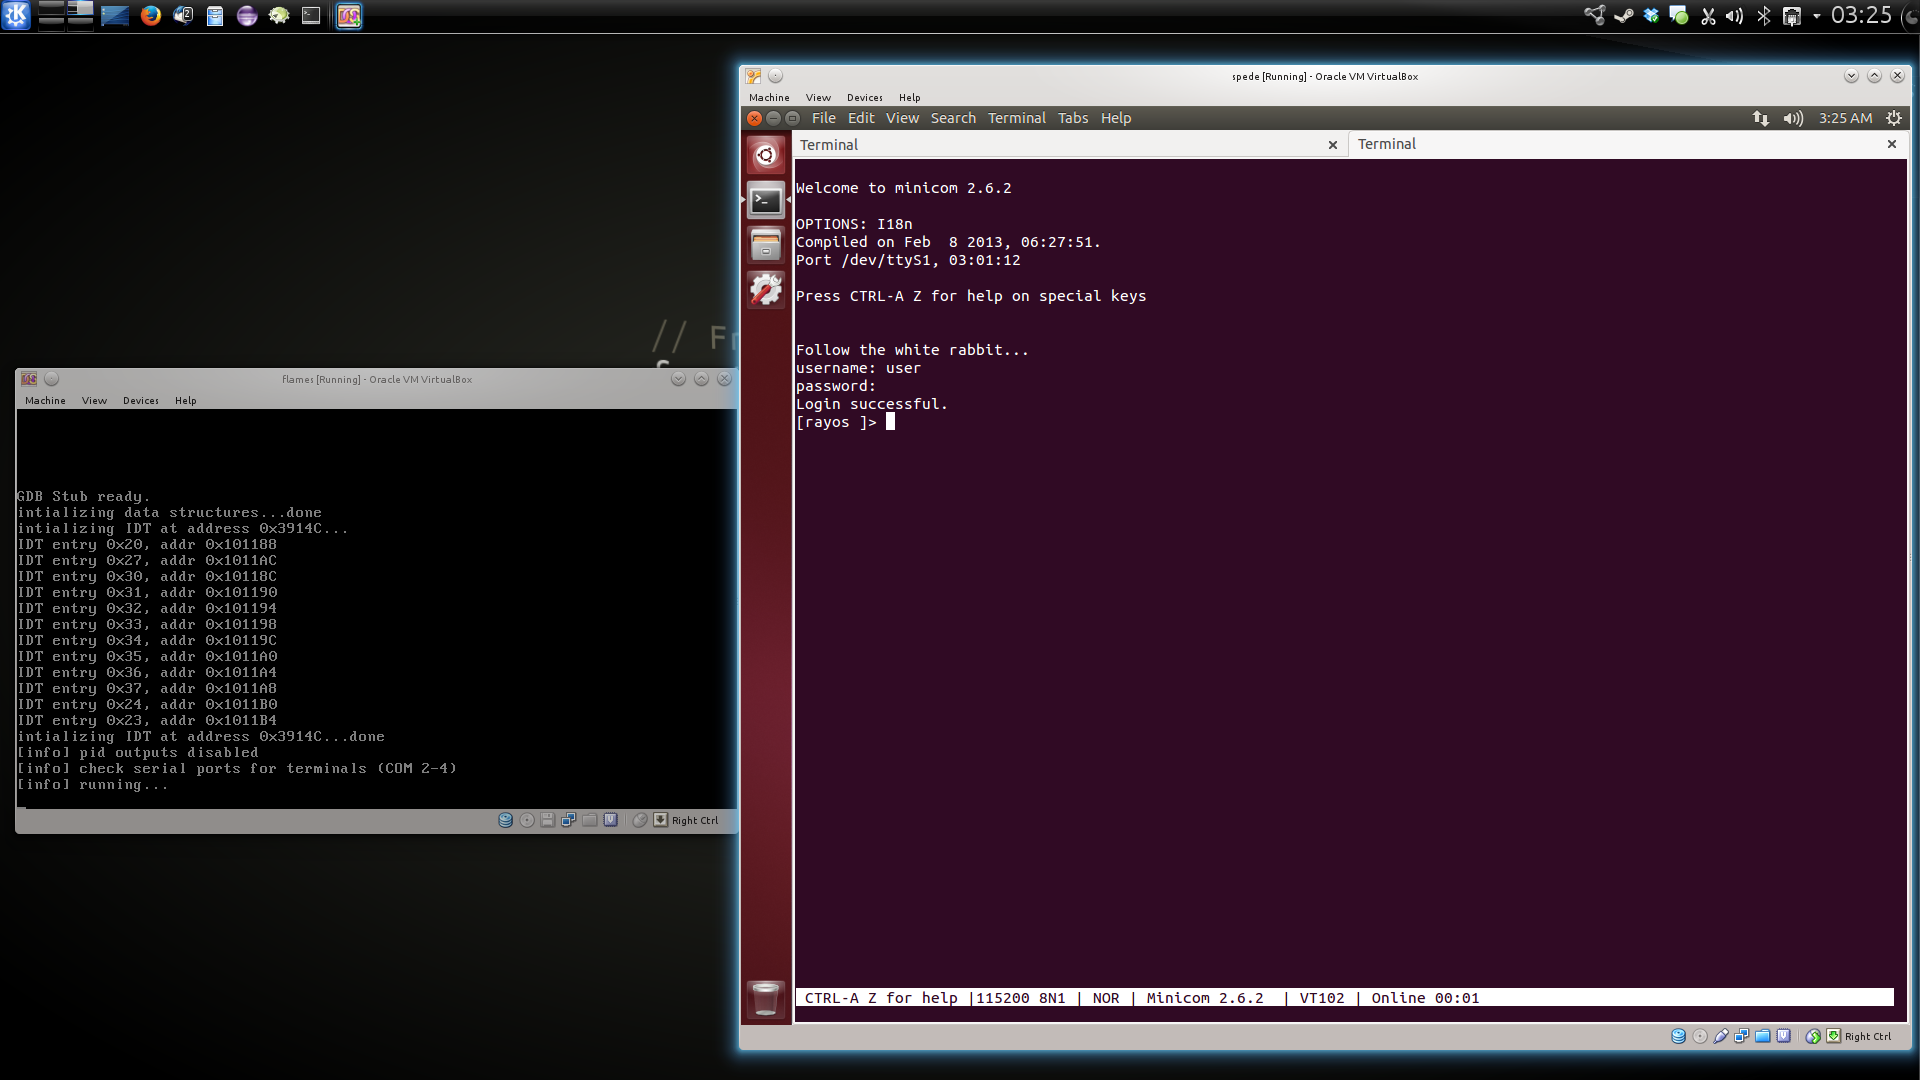 03:25
// Fr
flames [Running] - Oracle VM VirtualBox
Machine View Devices Help
GDB Stub ready.
intializing data structures...done
intializing IDT at address 0x3914C...
IDT entry 0x20, addr 0x101188
IDT entry 0x27, addr 0x1011AC
IDT entry 0x30, addr 0x10118C
IDT entry 0x31, addr 0x101190
IDT entry 0x32, addr 0x101194
IDT entry 0x33, addr 0x101198
IDT entry 0x34, addr 0x10119C
IDT entry 0x35, addr 0x1011A0
IDT entry 0x36, addr 0x1011A4
IDT entry 0x37, addr 0x1011A8
IDT entry 0x24, addr 0x1011B0
IDT entry 0x23, addr 0x1011B4
intializing IDT at address 0x3914C...done
[info] pid outputs disabled
[info] check serial ports for terminals (COM 2-4)
[info] running...
Right Ctrl
spede [Running] - Oracle VM VirtualBox
Machine View Devices Help
File Edit View Search Terminal Tabs Help 3:25 AM
Terminal Terminal
Welcome to minicom 2.6.2
OPTIONS: I18n
Compiled on Feb  8 2013, 06:27:51.
Port /dev/ttyS1, 03:01:12
Press CTRL-A Z for help on special keys
Follow the white rabbit...
username: user
password:
Login successful.
[rayos ]>
CTRL-A Z for help |115200 8N1 | NOR | Minicom 2.6.2  | VT102 | Online 00:01
Right Ctrl